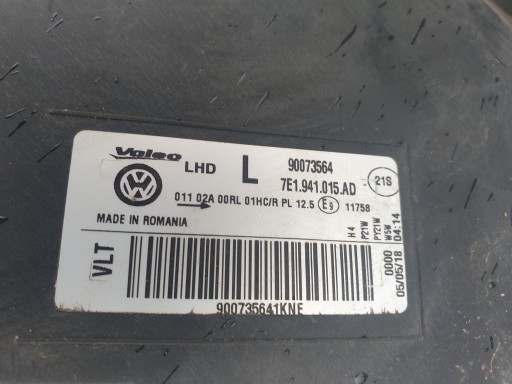 Valeo LHD L 90073564
7E1.941.015.AD 21S
011 02A 00RL 01HC/R PL 12.5 E9 11758
MADE IN ROMANIA
VLT
H4
P21W
PY21W
W5W
0000
05/05/18 04:14
900735641KNE